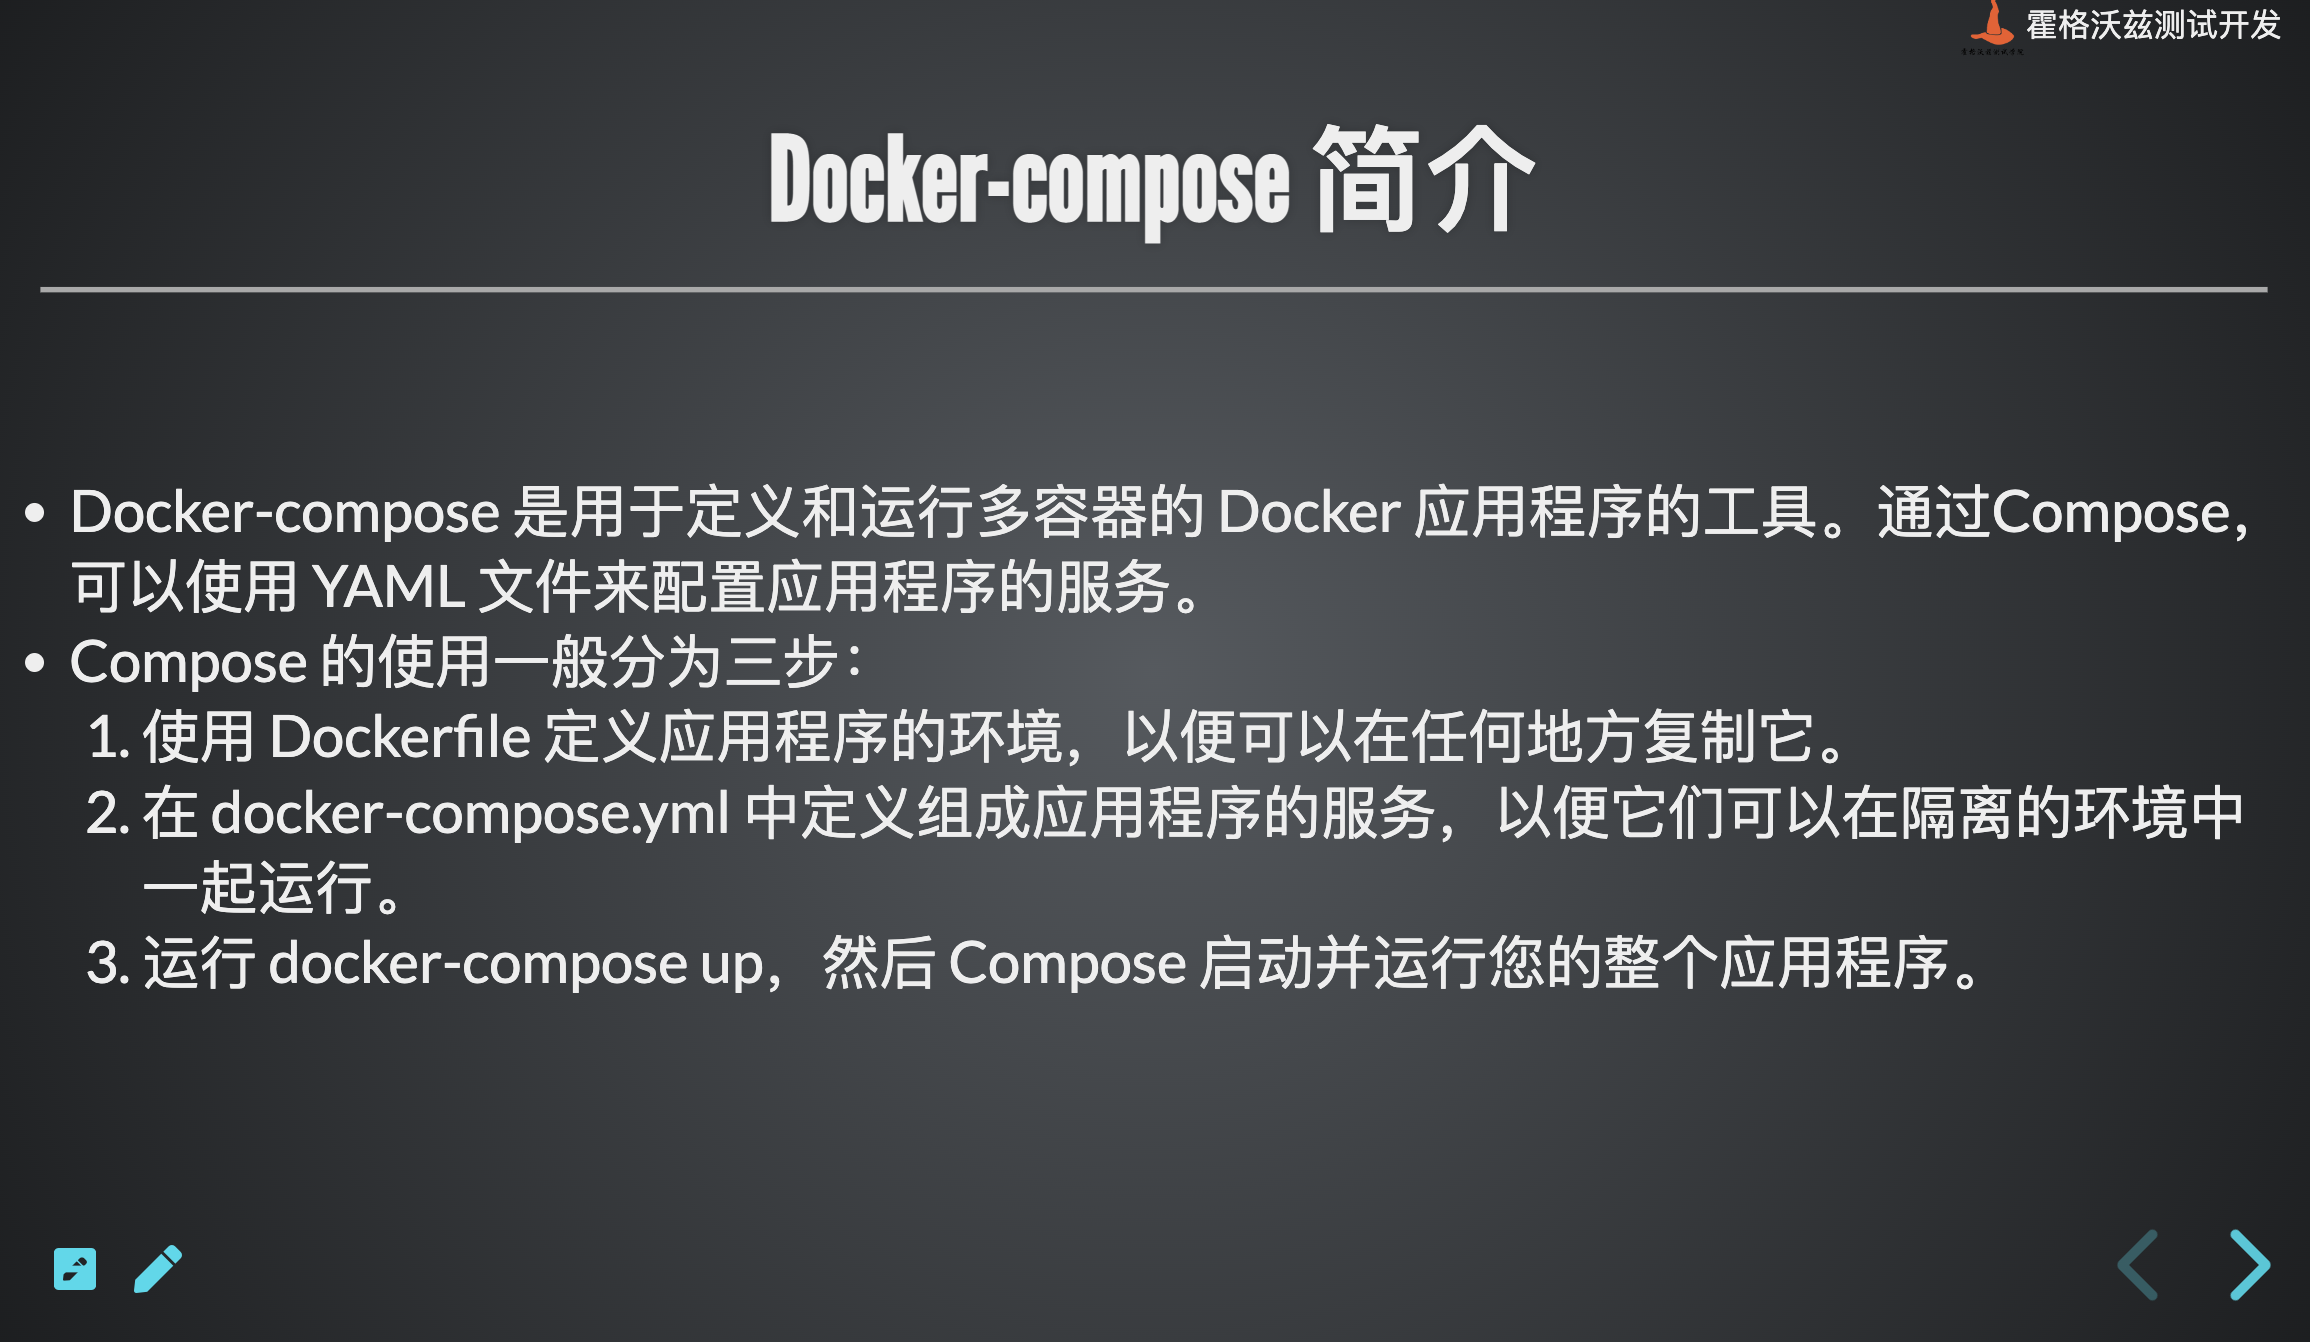 霍格沃兹测试开发
Docker-compose 简介
• Docker-compose 是用于定义和运行多容器的 Docker 应用程序的工具。通过Compose，
可以使用 YAML 文件来配置应用程序的服务。
• Compose 的使用一般分为三步：
1. 使用 Dockerfile 定义应用程序的环境，以便可以在任何地方复制它。
2. 在 docker-compose.yml 中定义组成应用程序的服务，以便它们可以在隔离的环境中
一起运行。
3. 运行 docker-compose up，然后 Compose 启动并运行您的整个应用程序。